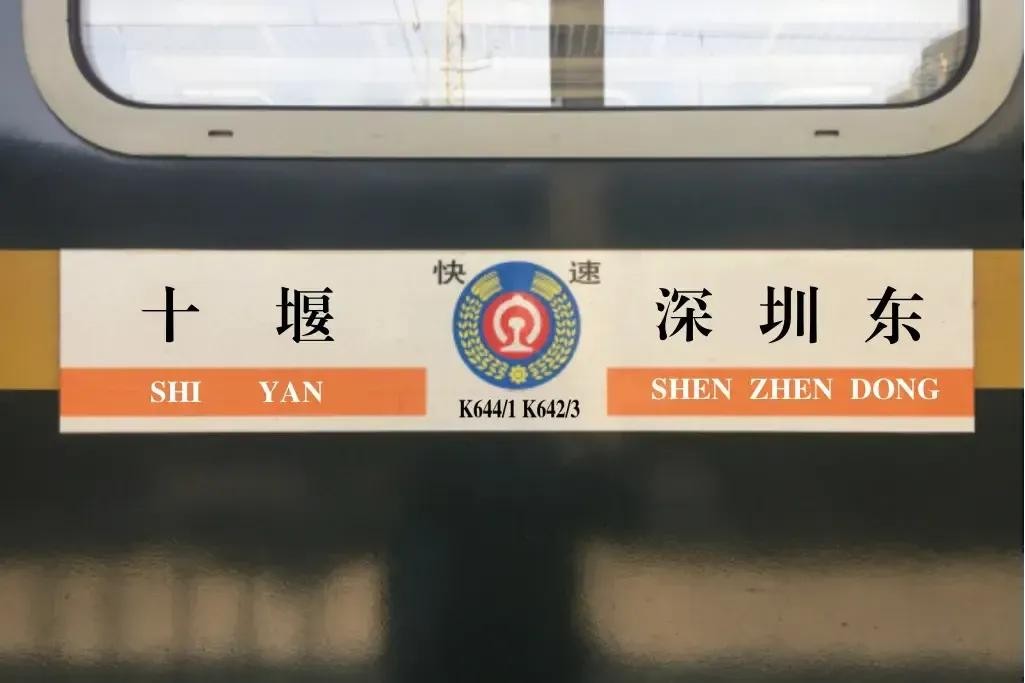 快 速
十 堰 深 圳 东
SHI YAN SHEN ZHEN DONG
K644/1 K642/3